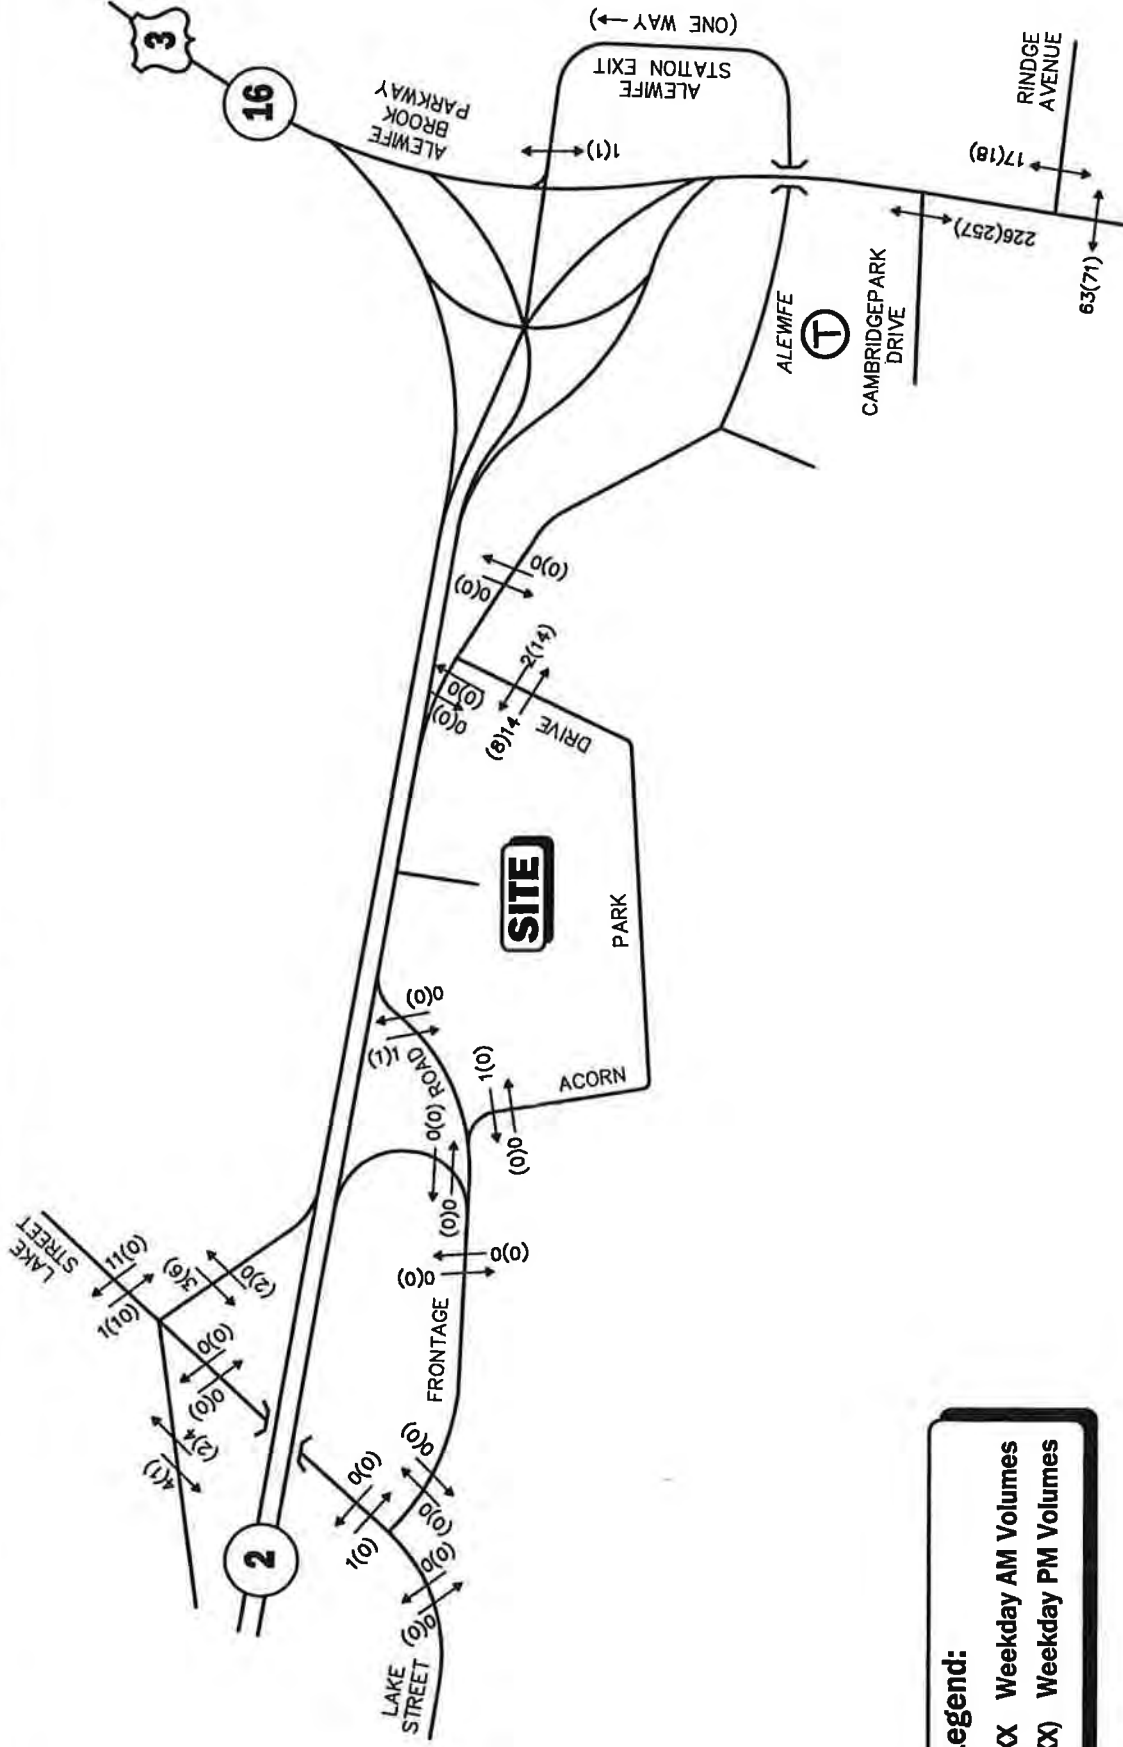 3
16
ALEWIFE
BROOK
PARKWAY
(ONE WAY →)
ALEWIFE
STATION EXIT
1(1)
RINDGE
AVENUE
17(18)
226(257)
63(71)
ALEWIFE
T
CAMBRIDGEPARK
DRIVE
0(0)
(0)0
0(0)
(0)0
2(14)
(8)14
DRIVE
SITE
PARK
ACORN
(0)0
1(1)
ROAD
1(0)
(0)0
0(0)
(0)0
0(0)
(0)0
FRONTAGE
LAKE
STREET
11(0)
1(10)
3(6)
(2)0
0(0)
0(0)
(2)4
4(1)
2
0(0)
1(0)
0(0)
(0)0
0(0)
(0)0
LAKE
STREET
egend:
XX Weekday AM Volumes
XX) Weekday PM Volumes